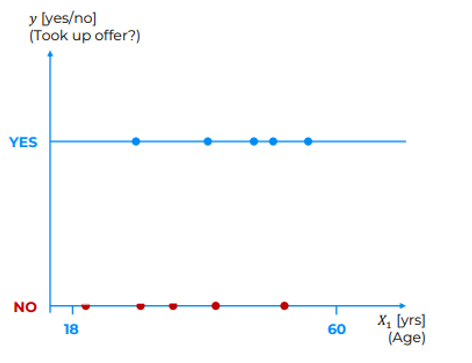 y [yes/no]
(Took up offer?)
YES
NO
18
60
X₁ [yrs]
(Age)